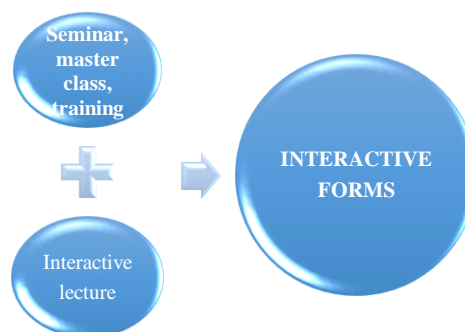 Seminar,
master
class,
training
Interactive
lecture
INTERACTIVE
FORMS